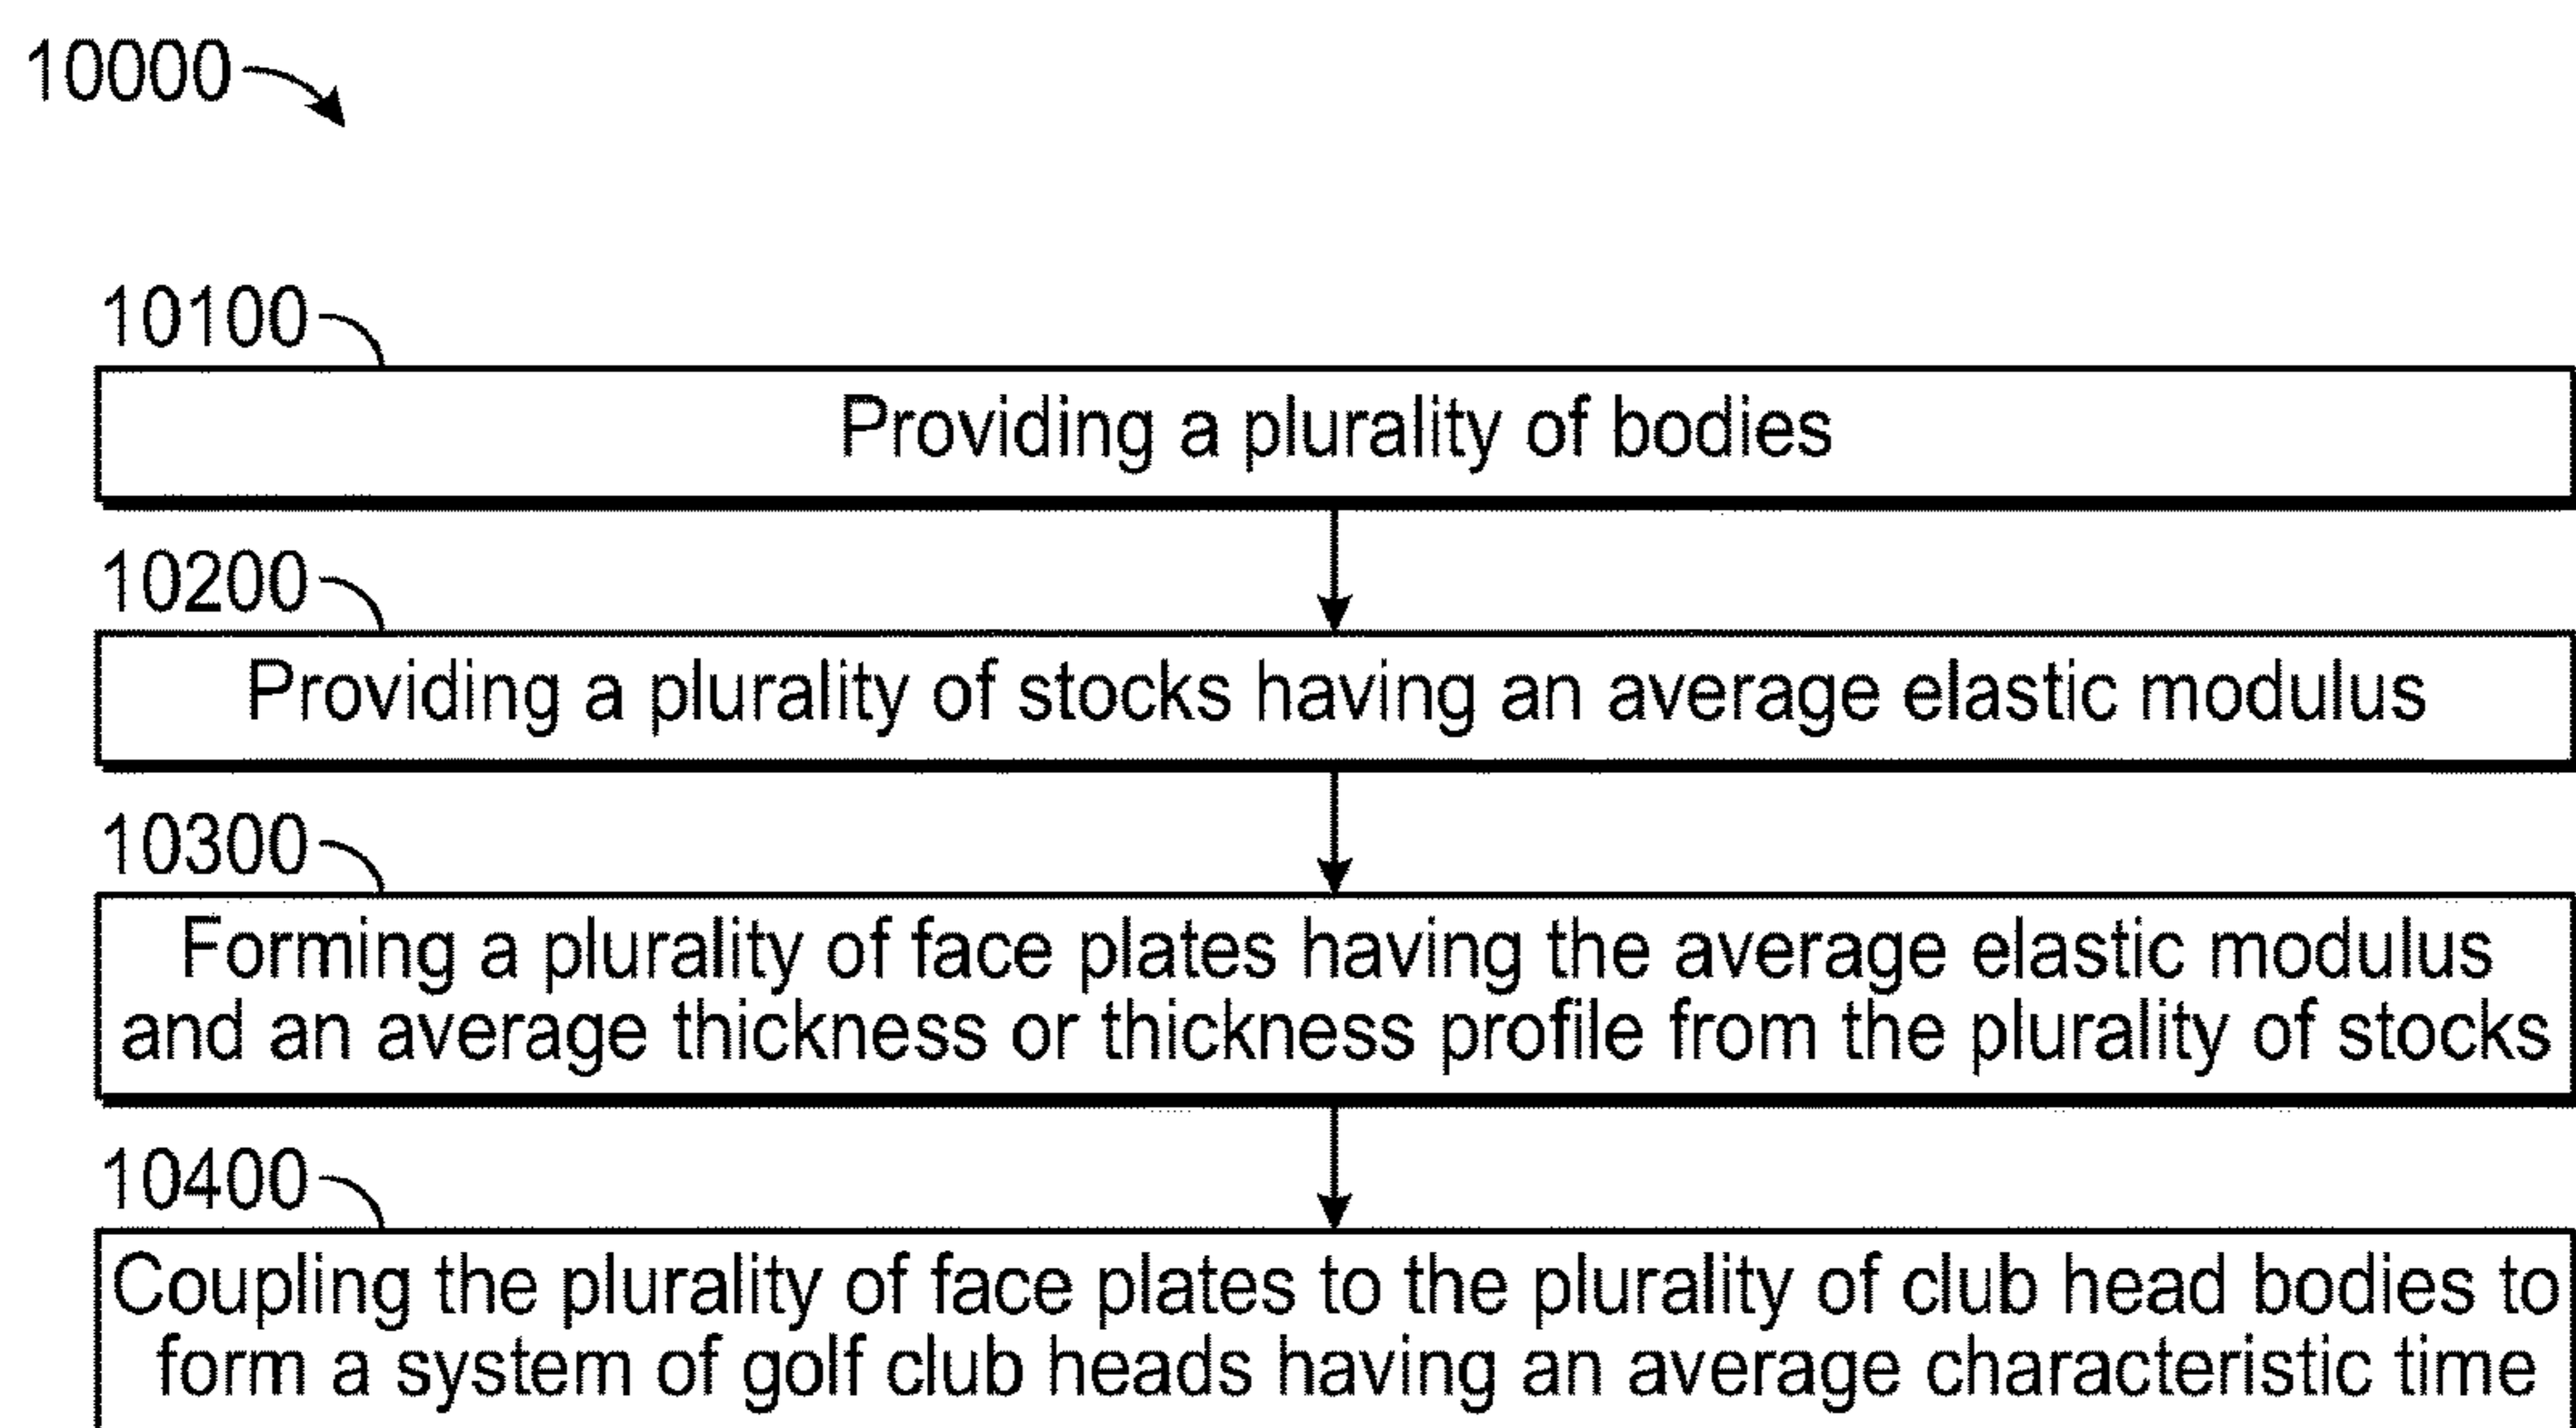 10000
10100
Providing a plurality of bodies
10200
Providing a plurality of stocks having an average elastic modulus
10300
Forming a plurality of face plates having the average elastic modulus
and an average thickness or thickness profile from the plurality of stocks
10400
Coupling the plurality of face plates to the plurality of club head bodies to
form a system of golf club heads having an average characteristic time